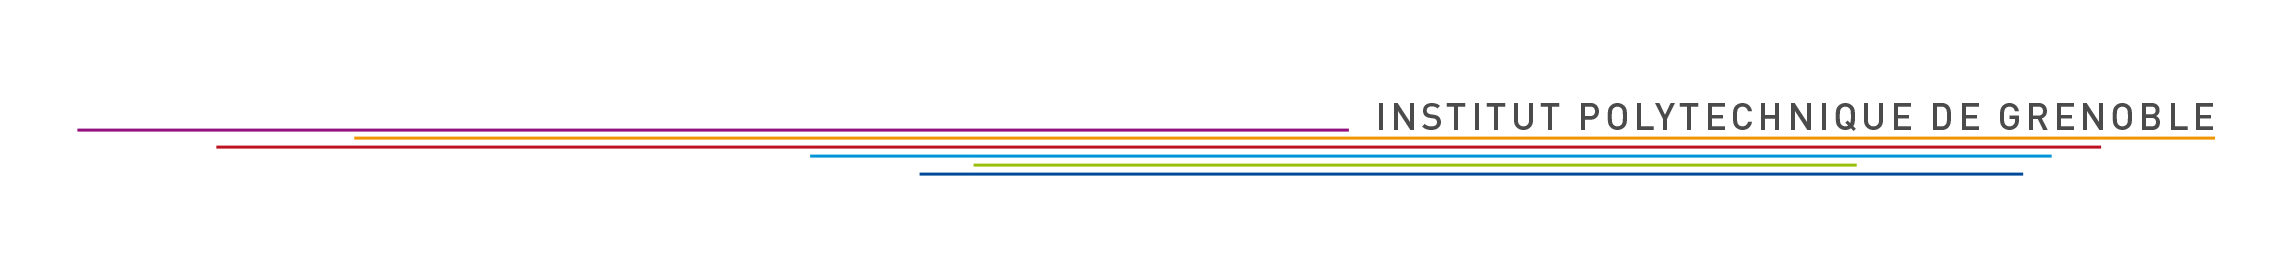 INSTITUT POLYTECHNIQUE DE GRENOBLE